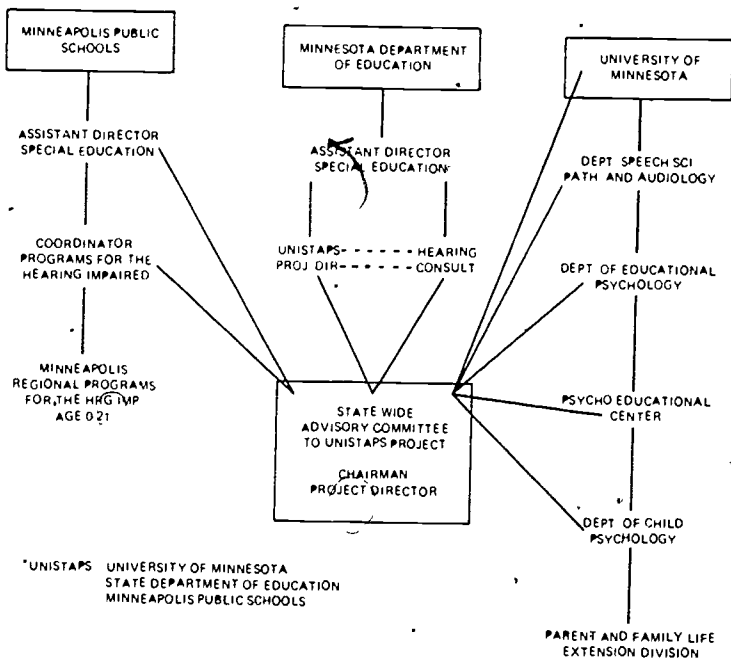 MINNEAPOLIS PUBLIC
SCHOOLS
MINNESOTA DEPARTMENT
OF EDUCATION
UNIVERSITY OF
MINNESOTA
ASSISTANT DIRECTOR
SPECIAL EDUCATION
ASSISTANT DIRECTOR
SPECIAL EDUCATION
DEPT SPEECH SCI
PATH AND AUDIOLOGY
COORDINATOR
PROGRAMS FOR THE
HEARING IMPAIRED
UNISTAPS - - - - - - HEARING
PROJ DIR - - - - - - CONSULT
DEPT OF EDUCATIONAL
PSYCHOLOGY
MINNEAPOLIS
REGIONAL PROGRAMS
FOR THE HRG IMP
AGE 0-21
STATE WIDE
ADVISORY COMMITTEE
TO UNISTAPS PROJECT
CHAIRMAN
PROJECT DIRECTOR
PSYCHO EDUCATIONAL
CENTER
DEPT OF CHILD
PSYCHOLOGY
*UNISTAPS UNIVERSITY OF MINNESOTA
STATE DEPARTMENT OF EDUCATION
MINNEAPOLIS PUBLIC SCHOOLS
PARENT AND FAMILY LIFE
EXTENSION DIVISION